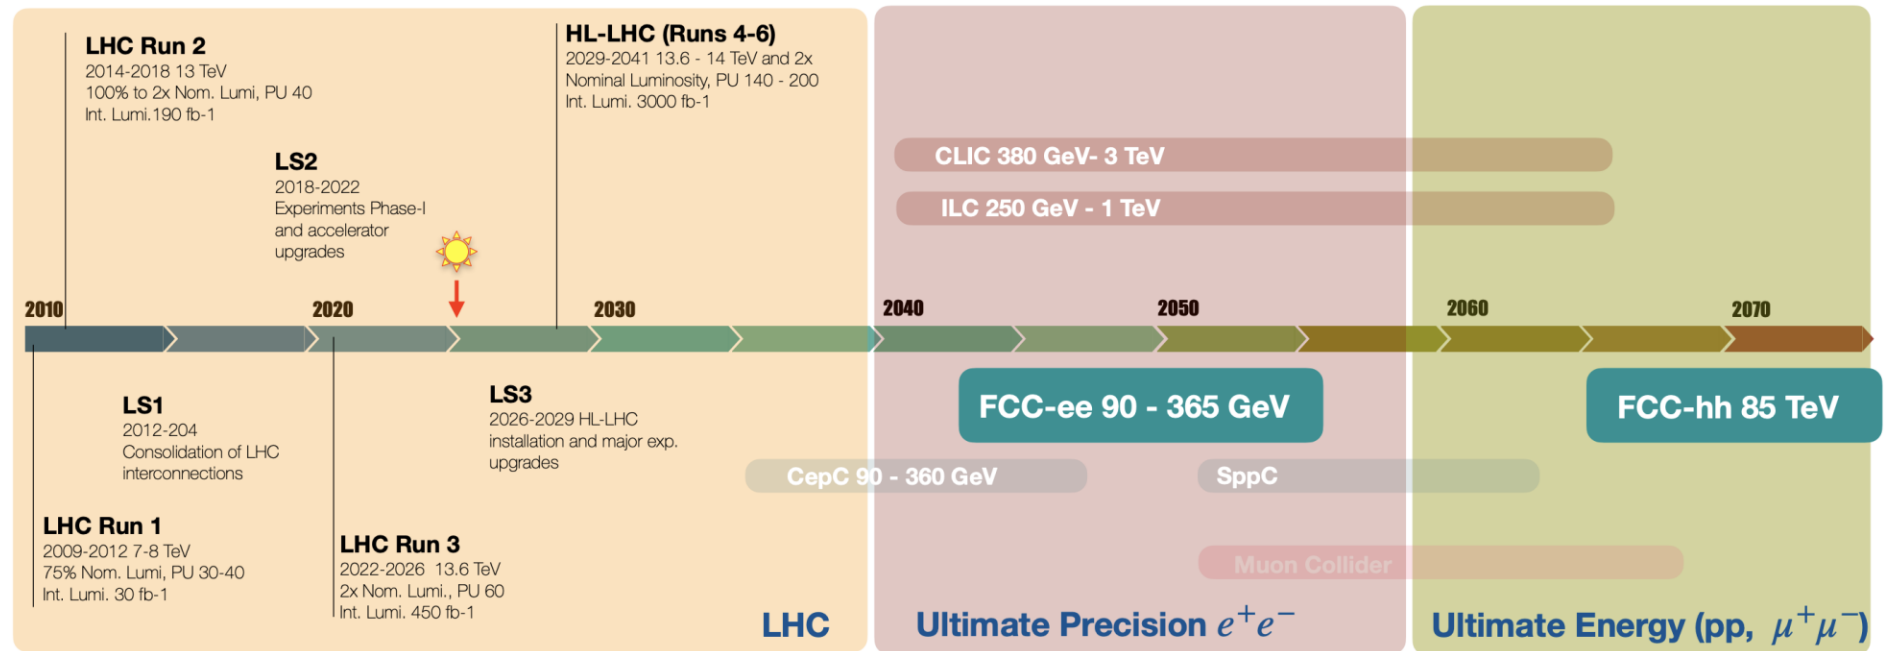 LHC Run 2
2014-2018 13 TeV
100% to 2x Nom. Lumi, PU 40
Int. Lumi.190 fb-1
HL-LHC (Runs 4-6)
2029-2041 13.6 - 14 TeV and 2x
Nominal Luminosity, PU 140 - 200
Int. Lumi. 3000 fb-1
LS2
2018-2022
Experiments Phase-I
and accelerator
upgrades
CLIC 380 GeV- 3 TeV
ILC 250 GeV - 1 TeV
2010
2020
2030
2040
2050
2060
2070
LS1
2012-204
Consolidation of LHC
interconnections
LS3
2026-2029 HL-LHC
installation and major exp.
upgrades
FCC-ee 90 - 365 GeV
FCC-hh 85 TeV
CepC 90 - 360 GeV
SppC
LHC Run 1
2009-2012 7-8 TeV
75% Nom. Lumi, PU 30-40
Int. Lumi. 30 fb-1
LHC Run 3
2022-2026 13.6 TeV
2x Nom. Lumi., PU 60
Int. Lumi. 450 fb-1
Muon Collider
LHC
Ultimate Precision e⁺e⁻
Ultimate Energy (pp, μ⁺μ⁻)